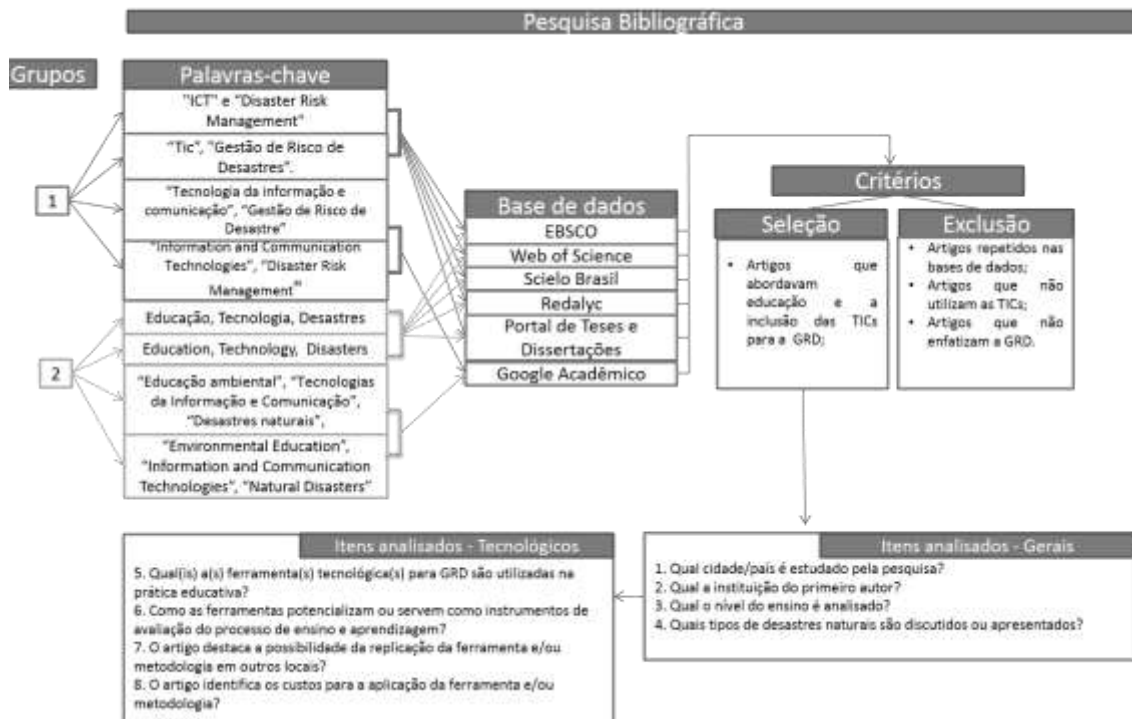 Pesquisa Bibliográfica
Grupos
Palavras-chave
"ICT" e "Disaster Risk
Management"
"Tic", "Gestão de Risco de
Desastres".
"Tecnologia da informação e
comunicação", "Gestão de Risco de
Desastre"
"Information and Communication
Technologies", "Disaster Risk
Management"
1
Educação, Tecnologia, Desastres
Education, Technology, Disasters
"Educação ambiental", "Tecnologias
da Informação e Comunicação",
"Desastres naturais",
"Environmental Education",
"Information and Communication
Technologies", "Natural Disasters"
2
Base de dados
EBSCO
Web of Science
Scielo Brasil
Redalyc
Portal de Teses e
Dissertações
Google Acadêmico
Critérios
Seleção
• Artigos que
abordavam
educação e a
inclusão das TICs
para a GRD;
Exclusão
• Artigos repetidos nas
bases de dados;
• Artigos que não
utilizam as TICs;
• Artigos que não
enfatizam a GRD.
Itens analisados - Gerais
1. Qual cidade/país é estudado pela pesquisa?
2. Qual a instituição do primeiro autor?
3. Qual o nível do ensino é analisado?
4. Quais tipos de desastres naturais são discutidos ou apresentados?
Itens analisados - Tecnológicos
5. Qual(is) a(s) ferramenta(s) tecnológica(s) para GRD são utilizadas na
prática educativa?
6. Como as ferramentas potencializam ou servem como instrumentos de
avaliação do processo de ensino e aprendizagem?
7. O artigo destaca a possibilidade da replicação da ferramenta e/ou
metodologia em outros locais?
8. O artigo identifica os custos para a aplicação da ferramenta e/ou
metodologia?